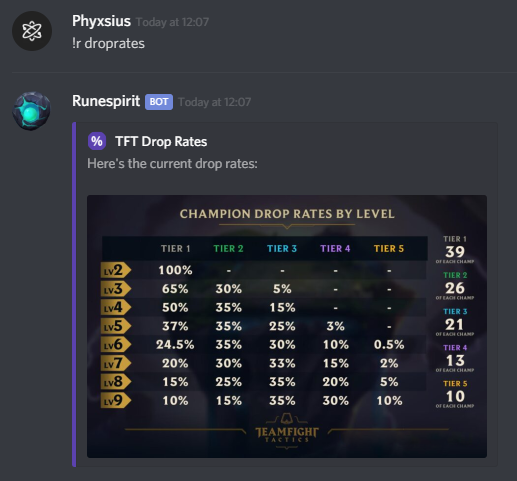 Phyxsius Today at 12:07
!r droprates
Runespirit BOT Today at 12:07
% TFT Drop Rates
Here's the current drop rates:
CHAMPION DROP RATES BY LEVEL
TIER 1 TIER 2 TIER 3 TIER 4 TIER 5
LV2 100% - - - -
LV3 65% 30% 5% - -
LV4 50% 35% 15% - -
LV5 37% 35% 25% 3% -
LV6 24.5% 35% 30% 10% 0.5%
LV7 20% 30% 33% 15% 2%
LV8 15% 25% 35% 20% 5%
LV9 10% 15% 35% 30% 10%
TIER 1
39
OF EACH CHAMP
TIER 2
26
OF EACH CHAMP
TIER 3
21
OF EACH CHAMP
TIER 4
13
OF EACH CHAMP
TIER 5
10
OF EACH CHAMP
TEAMFIGHT
TACTICS